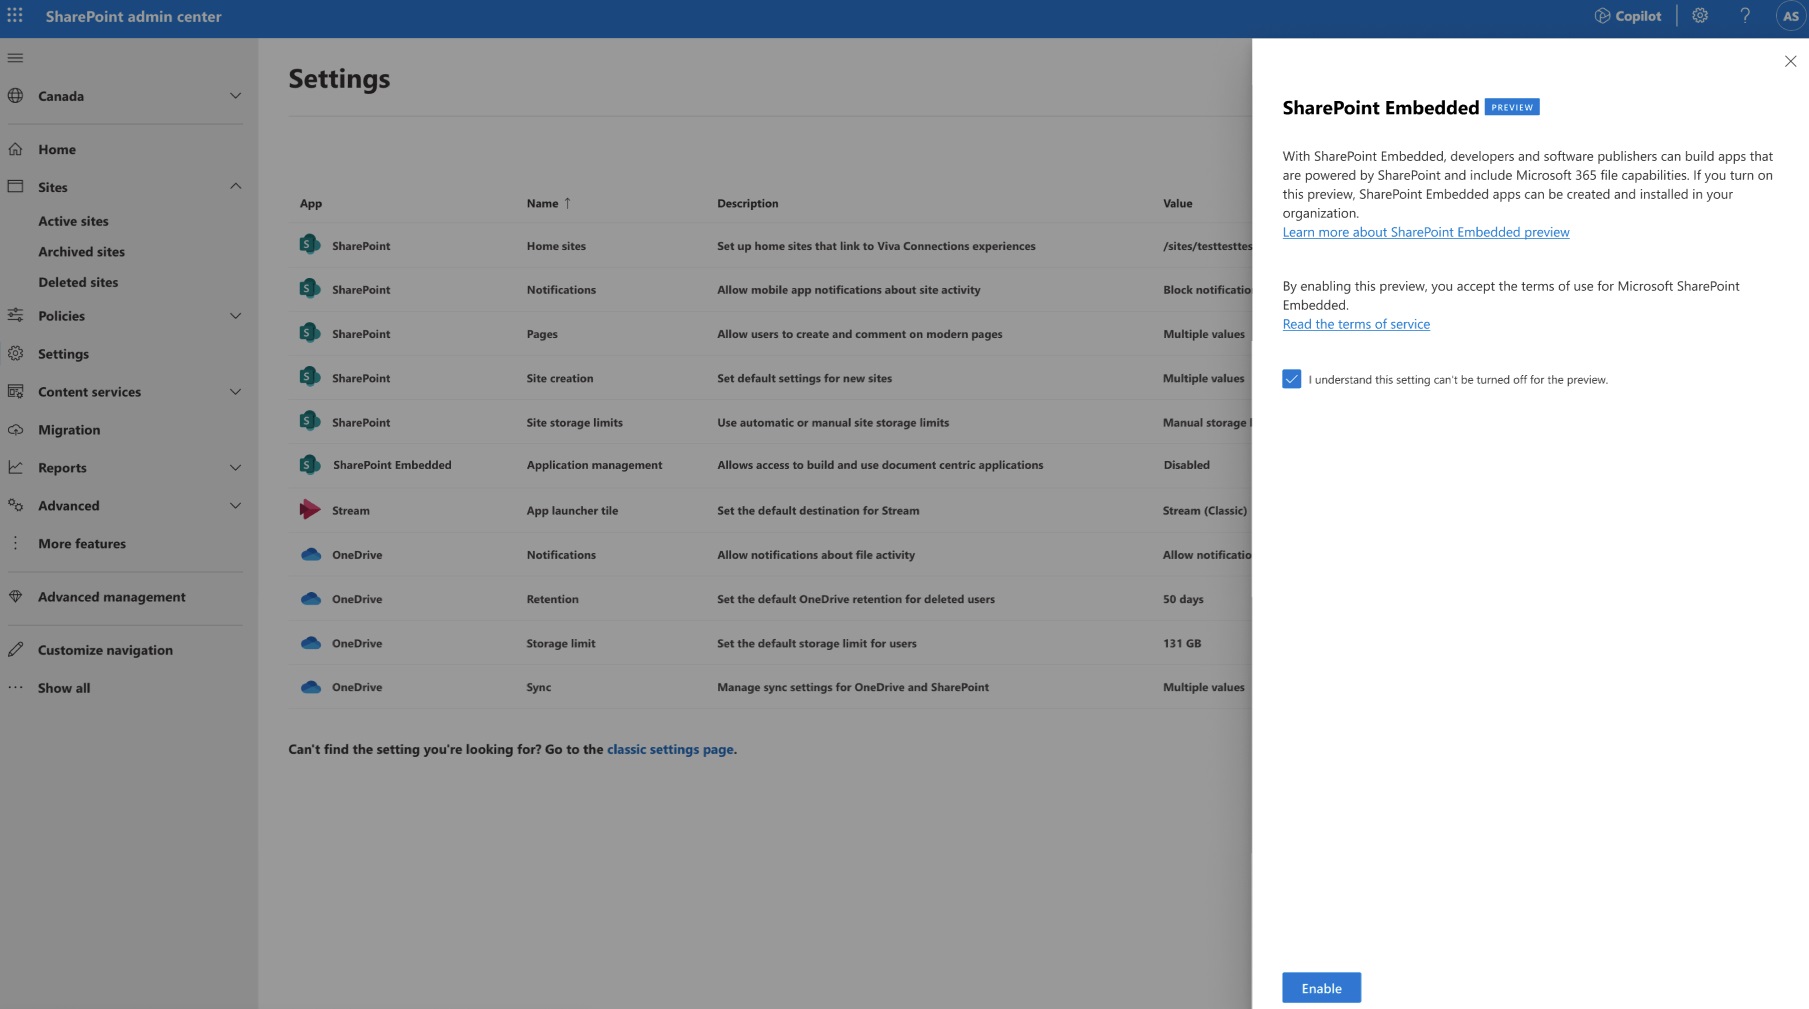 SharePoint admin center
Copilot
?
AS
Canada
Home
Sites
Active sites
Archived sites
Deleted sites
Policies
Settings
Content services
Migration
Reports
Advanced
More features
Advanced management
Customize navigation
Show all
Settings
App Name ↑ Description Value
S SharePoint Home sites Set up home sites that link to Viva Connections experiences /sites/testtesttes
S SharePoint Notifications Allow mobile app notifications about site activity Block notificatio
S SharePoint Pages Allow users to create and comment on modern pages Multiple values
S SharePoint Site creation Set default settings for new sites Multiple values
S SharePoint Site storage limits Use automatic or manual site storage limits Manual storage l
S SharePoint Embedded Application management Allows access to build and use document centric applications Disabled
Stream App launcher tile Set the default destination for Stream Stream (Classic)
OneDrive Notifications Allow notifications about file activity Allow notificatio
OneDrive Retention Set the default OneDrive retention for deleted users 50 days
OneDrive Storage limit Set the default storage limit for users 131 GB
OneDrive Sync Manage sync settings for OneDrive and SharePoint Multiple values
Can't find the setting you're looking for? Go to the classic settings page.
SharePoint Embedded PREVIEW
With SharePoint Embedded, developers and software publishers can build apps that
are powered by SharePoint and include Microsoft 365 file capabilities. If you turn on
this preview, SharePoint Embedded apps can be created and installed in your
organization.
Learn more about SharePoint Embedded preview
By enabling this preview, you accept the terms of use for Microsoft SharePoint
Embedded.
Read the terms of service
I understand this setting can't be turned off for the preview.
Enable